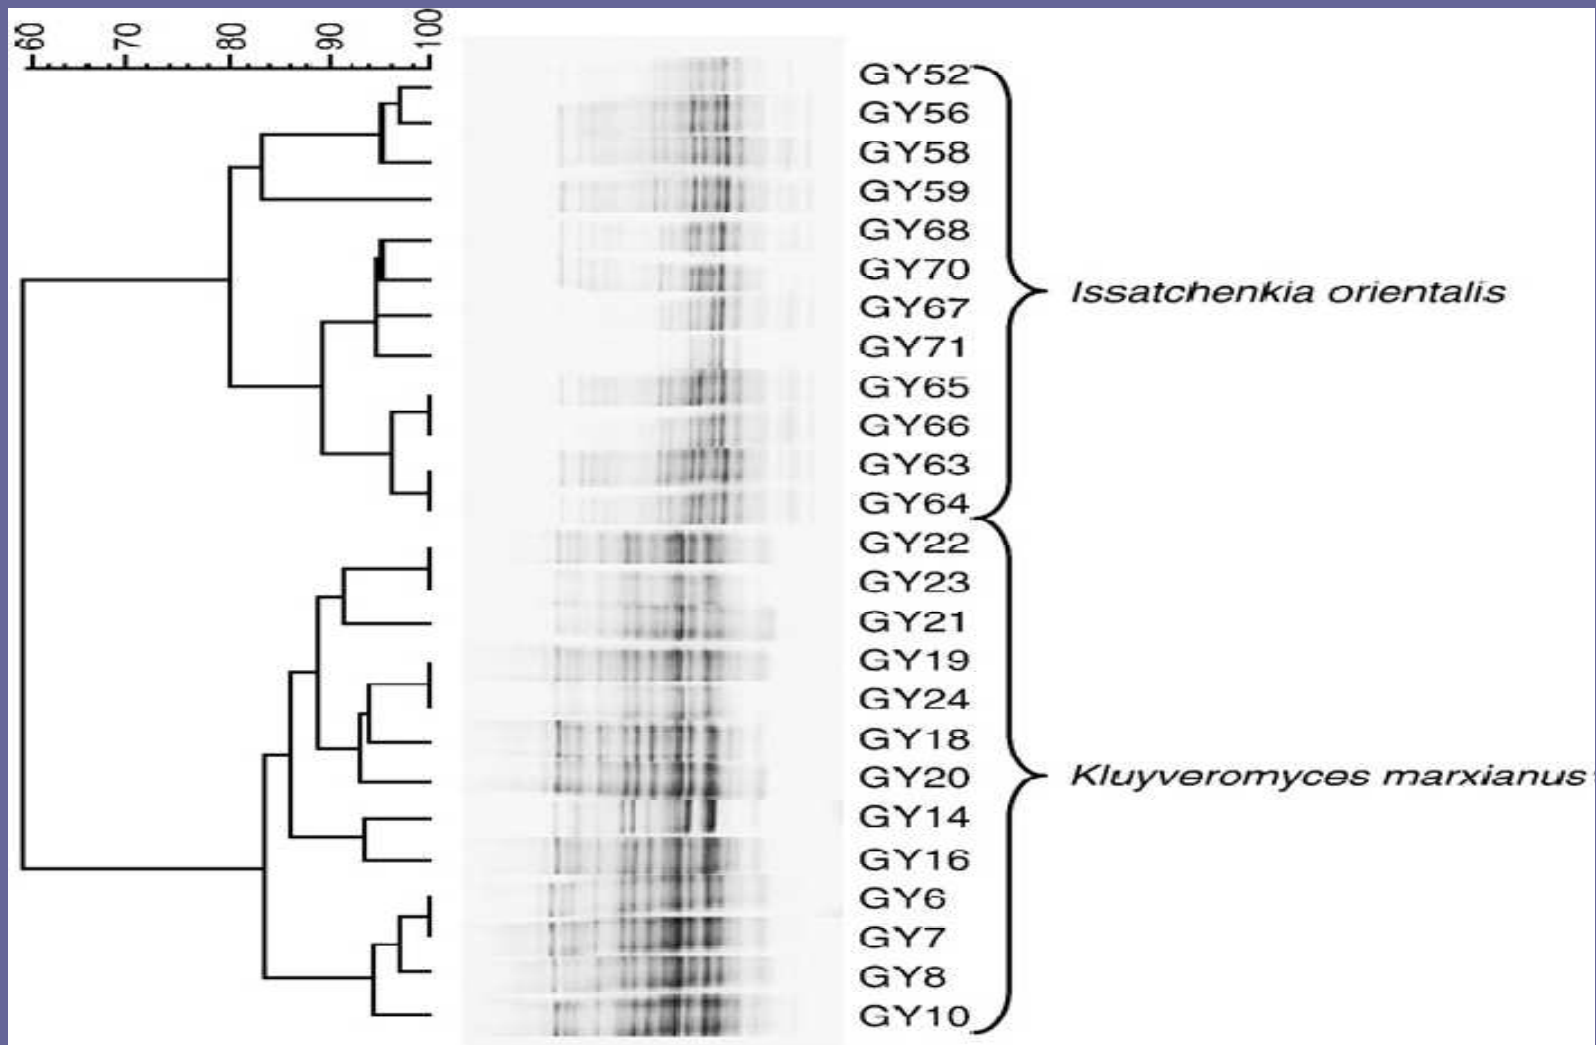 60 70 80 90 100
GY52
GY56
GY58
GY59
GY68
GY70
GY67
GY71
GY65
GY66
GY63
GY64
Issatchenkia orientalis
GY22
GY23
GY21
GY19
GY24
GY18
GY20
GY14
GY16
GY6
GY7
GY8
GY10
Kluyveromyces marxianus